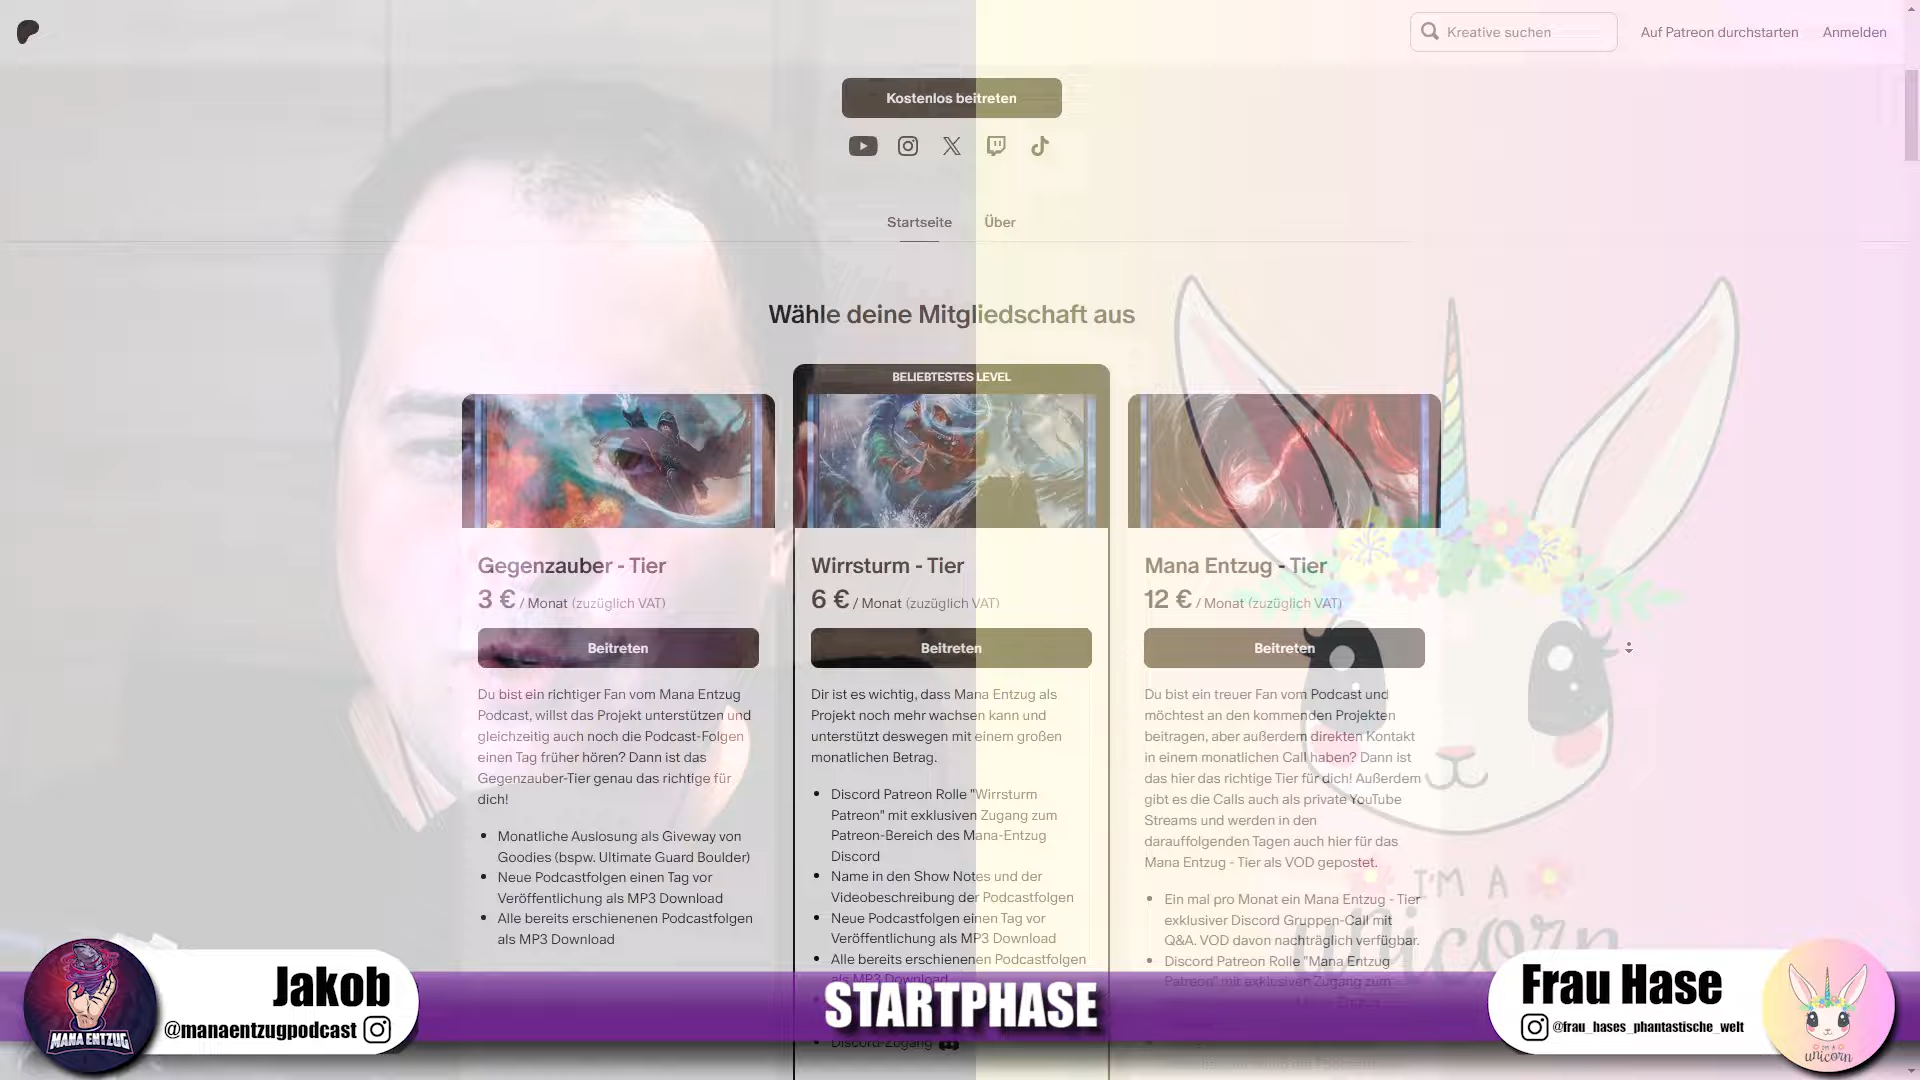 Kreative suchen
Auf Patreon durchstarten
Anmelden
Kostenlos beitreten
Startseite
Über
Wähle deine Mitgliedschaft aus
Gegenzauber - Tier
3 € / Monat (zuzüglich VAT)
Beitreten
Du bist ein richtiger Fan vom Mana Entzug
Podcast, willst das Projekt unterstützen und
gleichzeitig auch noch die Podcast-Folgen
einen Tag früher hören? Dann ist das
Gegenzauber-Tier genau das richtige für
dich!
• Monatliche Auslosung als Giveway von
Goodies (bspw. Ultimate Guard Boulder)
• Neue Podcastfolgen einen Tag vor
Veröffentlichung als MP3 Download
• Alle bereits erschienenen Podcastfolgen
als MP3 Download
BELIEBTESTES LEVEL
Wirrsturm - Tier
6 € / Monat (zuzüglich VAT)
Beitreten
Dir ist es wichtig, dass Mana Entzug als
Projekt noch mehr wachsen kann und
unterstützt deswegen mit einem großen
monatlichen Betrag.
• Discord Patreon Rolle "Wirrsturm
Patreon" mit exklusiven Zugang zum
Patreon-Bereich des Mana-Entzug
Discord
• Name in den Show Notes und der
Videobeschreibung der Podcastfolgen
• Neue Podcastfolgen einen Tag vor
Veröffentlichung als MP3 Download
• Alle bereits erschienenen Podcastfolgen
als MP3 Download
Discord-Zugang
Mana Entzug - Tier
12 € / Monat (zuzüglich VAT)
Beitreten
Du bist ein treuer Fan vom Podcast und
möchtest an den kommenden Projekten
beitragen, aber außerdem direkten Kontakt
in einem monatlichen Call haben? Dann ist
das hier das richtige Tier für dich! Außerdem
gibt es die Calls auch als private YouTube
Streams und werden in den
darauffolgenden Tagen auch hier für das
Mana Entzug - Tier als VOD gepostet.
• Ein mal pro Monat ein Mana Entzug - Tier
exklusiver Discord Gruppen-Call mit
Q&A. VOD davon nachträglich verfügbar.
• Discord Patreon Rolle "Mana Entzug
Patreon" mit exklusiven Zugang zum
I'M A
unicorn
MANA ENTZUG
Jakob
@manaentzugpodcast
STARTPHASE
Frau Hase
@frau_hases_phantastische_welt
I'M A
unicorn